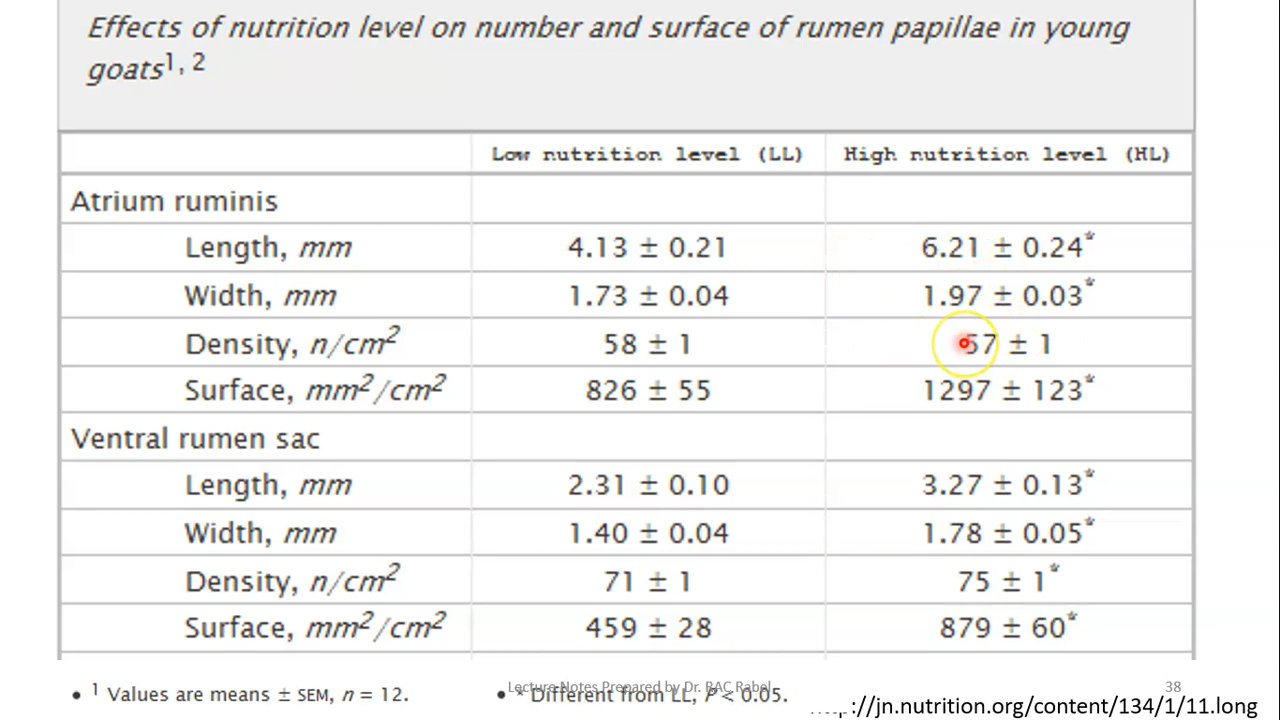 Effects of nutrition level on number and surface of rumen papillae in young
goats1, 2
Low nutrition level (LL) High nutrition level (HL)
Atrium ruminis
Length, mm 4.13 ± 0.21 6.21 ± 0.24*
Width, mm 1.73 ± 0.04 1.97 ± 0.03*
Density, n/cm2 58 ± 1 57 ± 1
Surface, mm2/cm2 826 ± 55 1297 ± 123*
Ventral rumen sac
Length, mm 2.31 ± 0.10 3.27 ± 0.13*
Width, mm 1.40 ± 0.04 1.78 ± 0.05*
Density, n/cm2 71 ± 1 75 ± 1*
Surface, mm2/cm2 459 ± 28 879 ± 60*
• 1 Values are means ± SEM, n = 12. • * Different from LL, P < 0.05.
Lecture Notes Prepared by Dr. RAC Rabel 38
://jn.nutrition.org/content/134/1/11.long